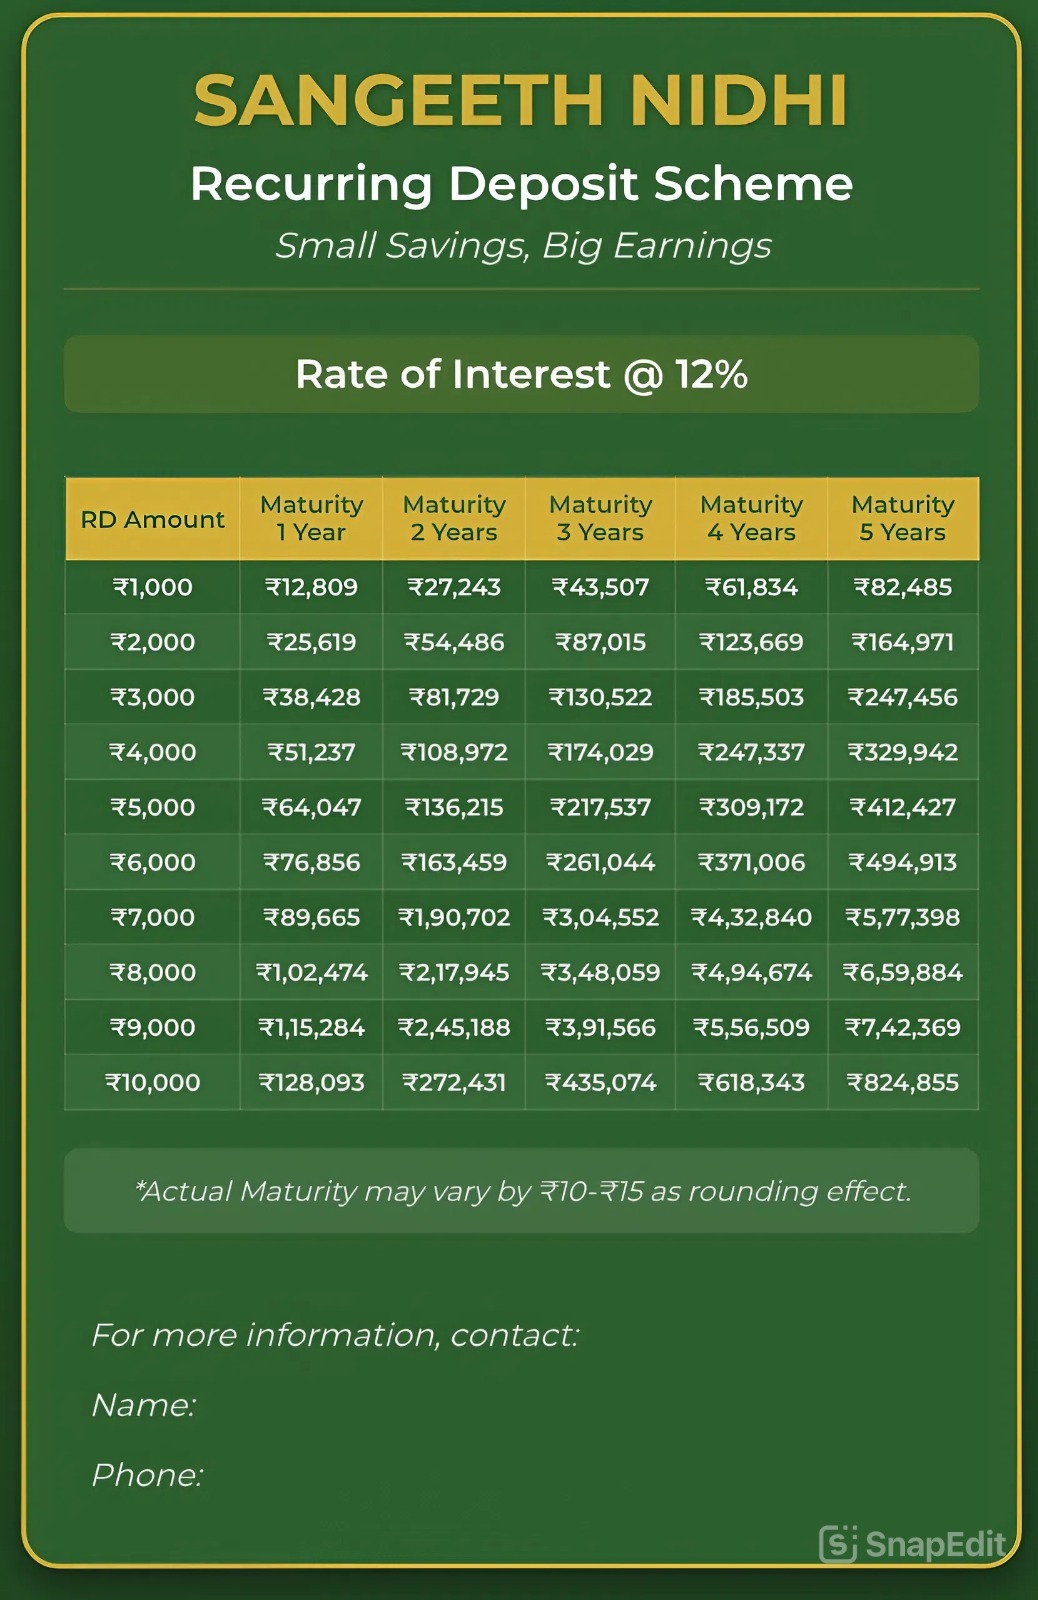 SANGEETH NIDHI
Recurring Deposit Scheme
Small Savings, Big Earnings
Rate of Interest @ 12%
RD Amount Maturity 1 Year Maturity 2 Years Maturity 3 Years Maturity 4 Years Maturity 5 Years
₹1,000 ₹12,809 ₹27,243 ₹43,507 ₹61,834 ₹82,485
₹2,000 ₹25,619 ₹54,486 ₹87,015 ₹123,669 ₹164,971
₹3,000 ₹38,428 ₹81,729 ₹130,522 ₹185,503 ₹247,456
₹4,000 ₹51,237 ₹108,972 ₹174,029 ₹247,337 ₹329,942
₹5,000 ₹64,047 ₹136,215 ₹217,537 ₹309,172 ₹412,427
₹6,000 ₹76,856 ₹163,459 ₹261,044 ₹371,006 ₹494,913
₹7,000 ₹89,665 ₹1,90,702 ₹3,04,552 ₹4,32,840 ₹5,77,398
₹8,000 ₹1,02,474 ₹2,17,945 ₹3,48,059 ₹4,94,674 ₹6,59,884
₹9,000 ₹1,15,284 ₹2,45,188 ₹3,91,566 ₹5,56,509 ₹7,42,369
₹10,000 ₹128,093 ₹272,431 ₹435,074 ₹618,343 ₹824,855
*Actual Maturity may vary by ₹10-₹15 as rounding effect.
For more information, contact:
Name:
Phone:
SnapEdit